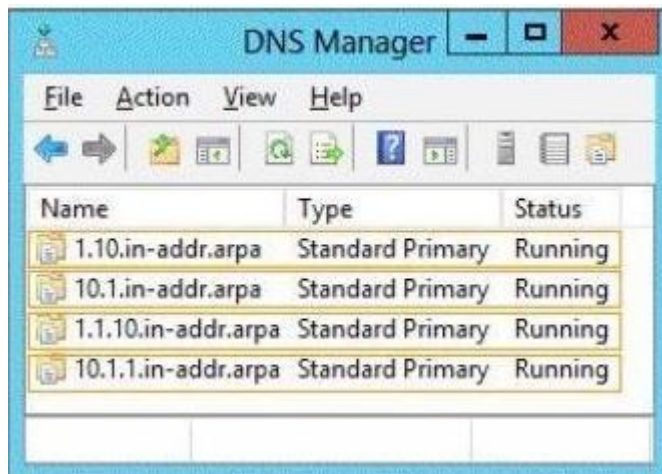 DNS Manager
File Action View Help
Name Type Status
1.10.in-addr.arpa Standard Primary Running
10.1.in-addr.arpa Standard Primary Running
1.1.10.in-addr.arpa Standard Primary Running
10.1.1.in-addr.arpa Standard Primary Running